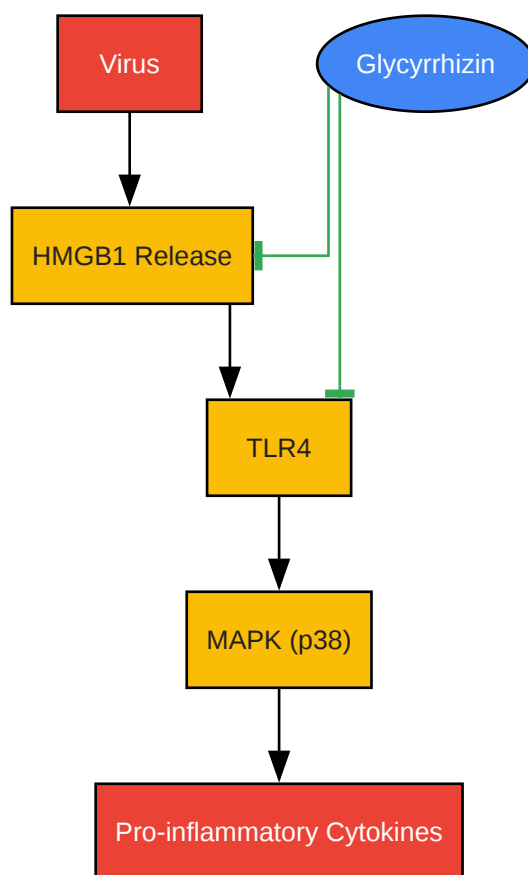 Virus
Glycyrrhizin
HMGB1 Release
TLR4
MAPK (p38)
Pro-inflammatory Cytokines